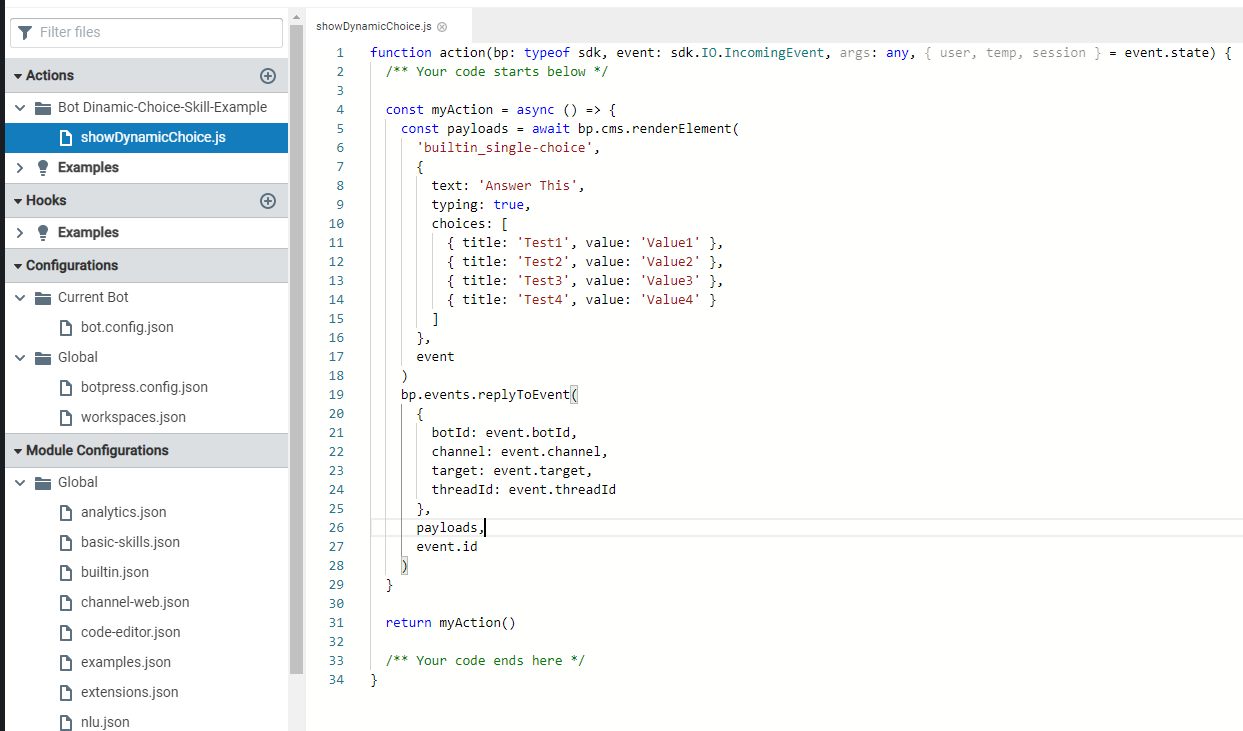 Filter files
Actions
Bot Dinamic-Choice-Skill-Example
showDynamicChoice.js
Examples
Hooks
Examples
Configurations
Current Bot
bot.config.json
Global
botpress.config.json
workspaces.json
Module Configurations
Global
analytics.json
basic-skills.json
builtin.json
channel-web.json
code-editor.json
examples.json
extensions.json
nlu.json
showDynamicChoice.js
1 function action(bp: typeof sdk, event: sdk.IO.IncomingEvent, args: any, { user, temp, session } = event.state) {
2 /** Your code starts below */
3
4 const myAction = async () => {
5 const payloads = await bp.cms.renderElement(
6 'builtin_single-choice',
7 {
8 text: 'Answer This',
9 typing: true,
10 choices: [
11 { title: 'Test1', value: 'Value1' },
12 { title: 'Test2', value: 'Value2' },
13 { title: 'Test3', value: 'Value3' },
14 { title: 'Test4', value: 'Value4' }
15 ]
16 },
17 event
18 )
19 bp.events.replyToEvent(
20 {
21 botId: event.botId,
22 channel: event.channel,
23 target: event.target,
24 threadId: event.threadId
25 },
26 payloads,
27 event.id
28 )
29 }
30
31 return myAction()
32
33 /** Your code ends here */
34 }